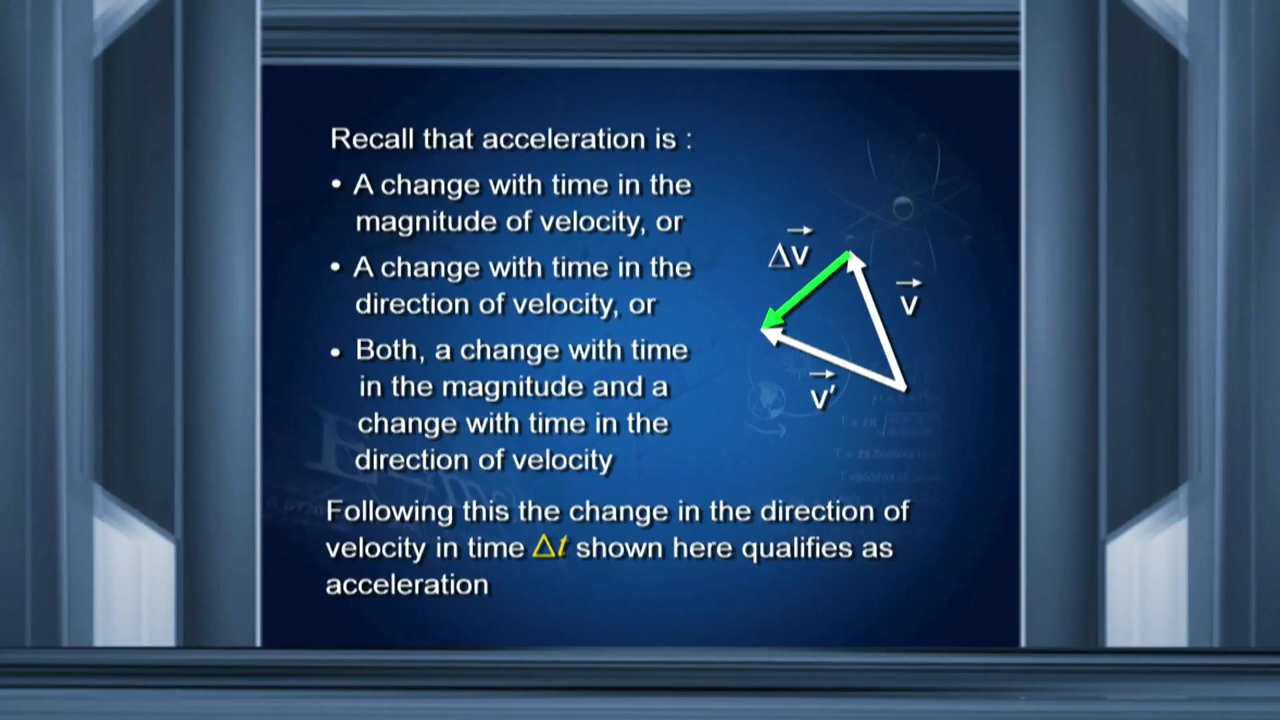 Recall that acceleration is :
• A change with time in the
magnitude of velocity, or
• A change with time in the
direction of velocity, or
• Both, a change with time
in the magnitude and a
change with time in the
direction of velocity
Following this the change in the direction of
velocity in time Δt shown here qualifies as
acceleration
Δv⃗
v⃗
v⃗′